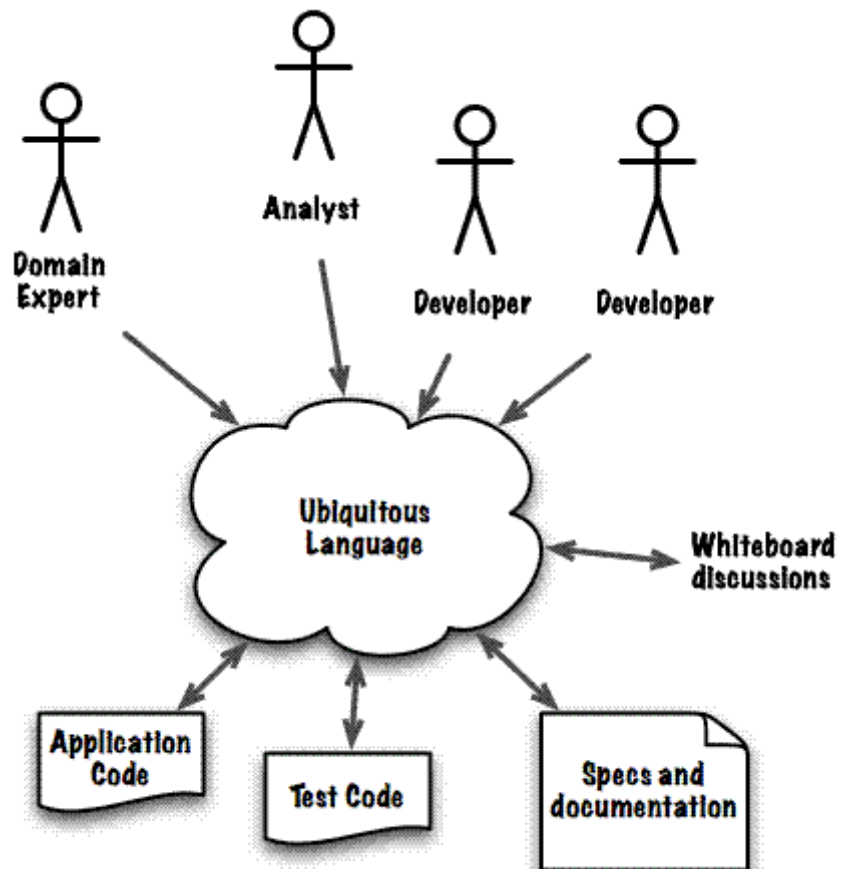 Analyst
Domain
Expert
Developer
Developer
Ubiquitous
Language
Whiteboard
discussions
Application
Code
Test Code
Specs and
documentation